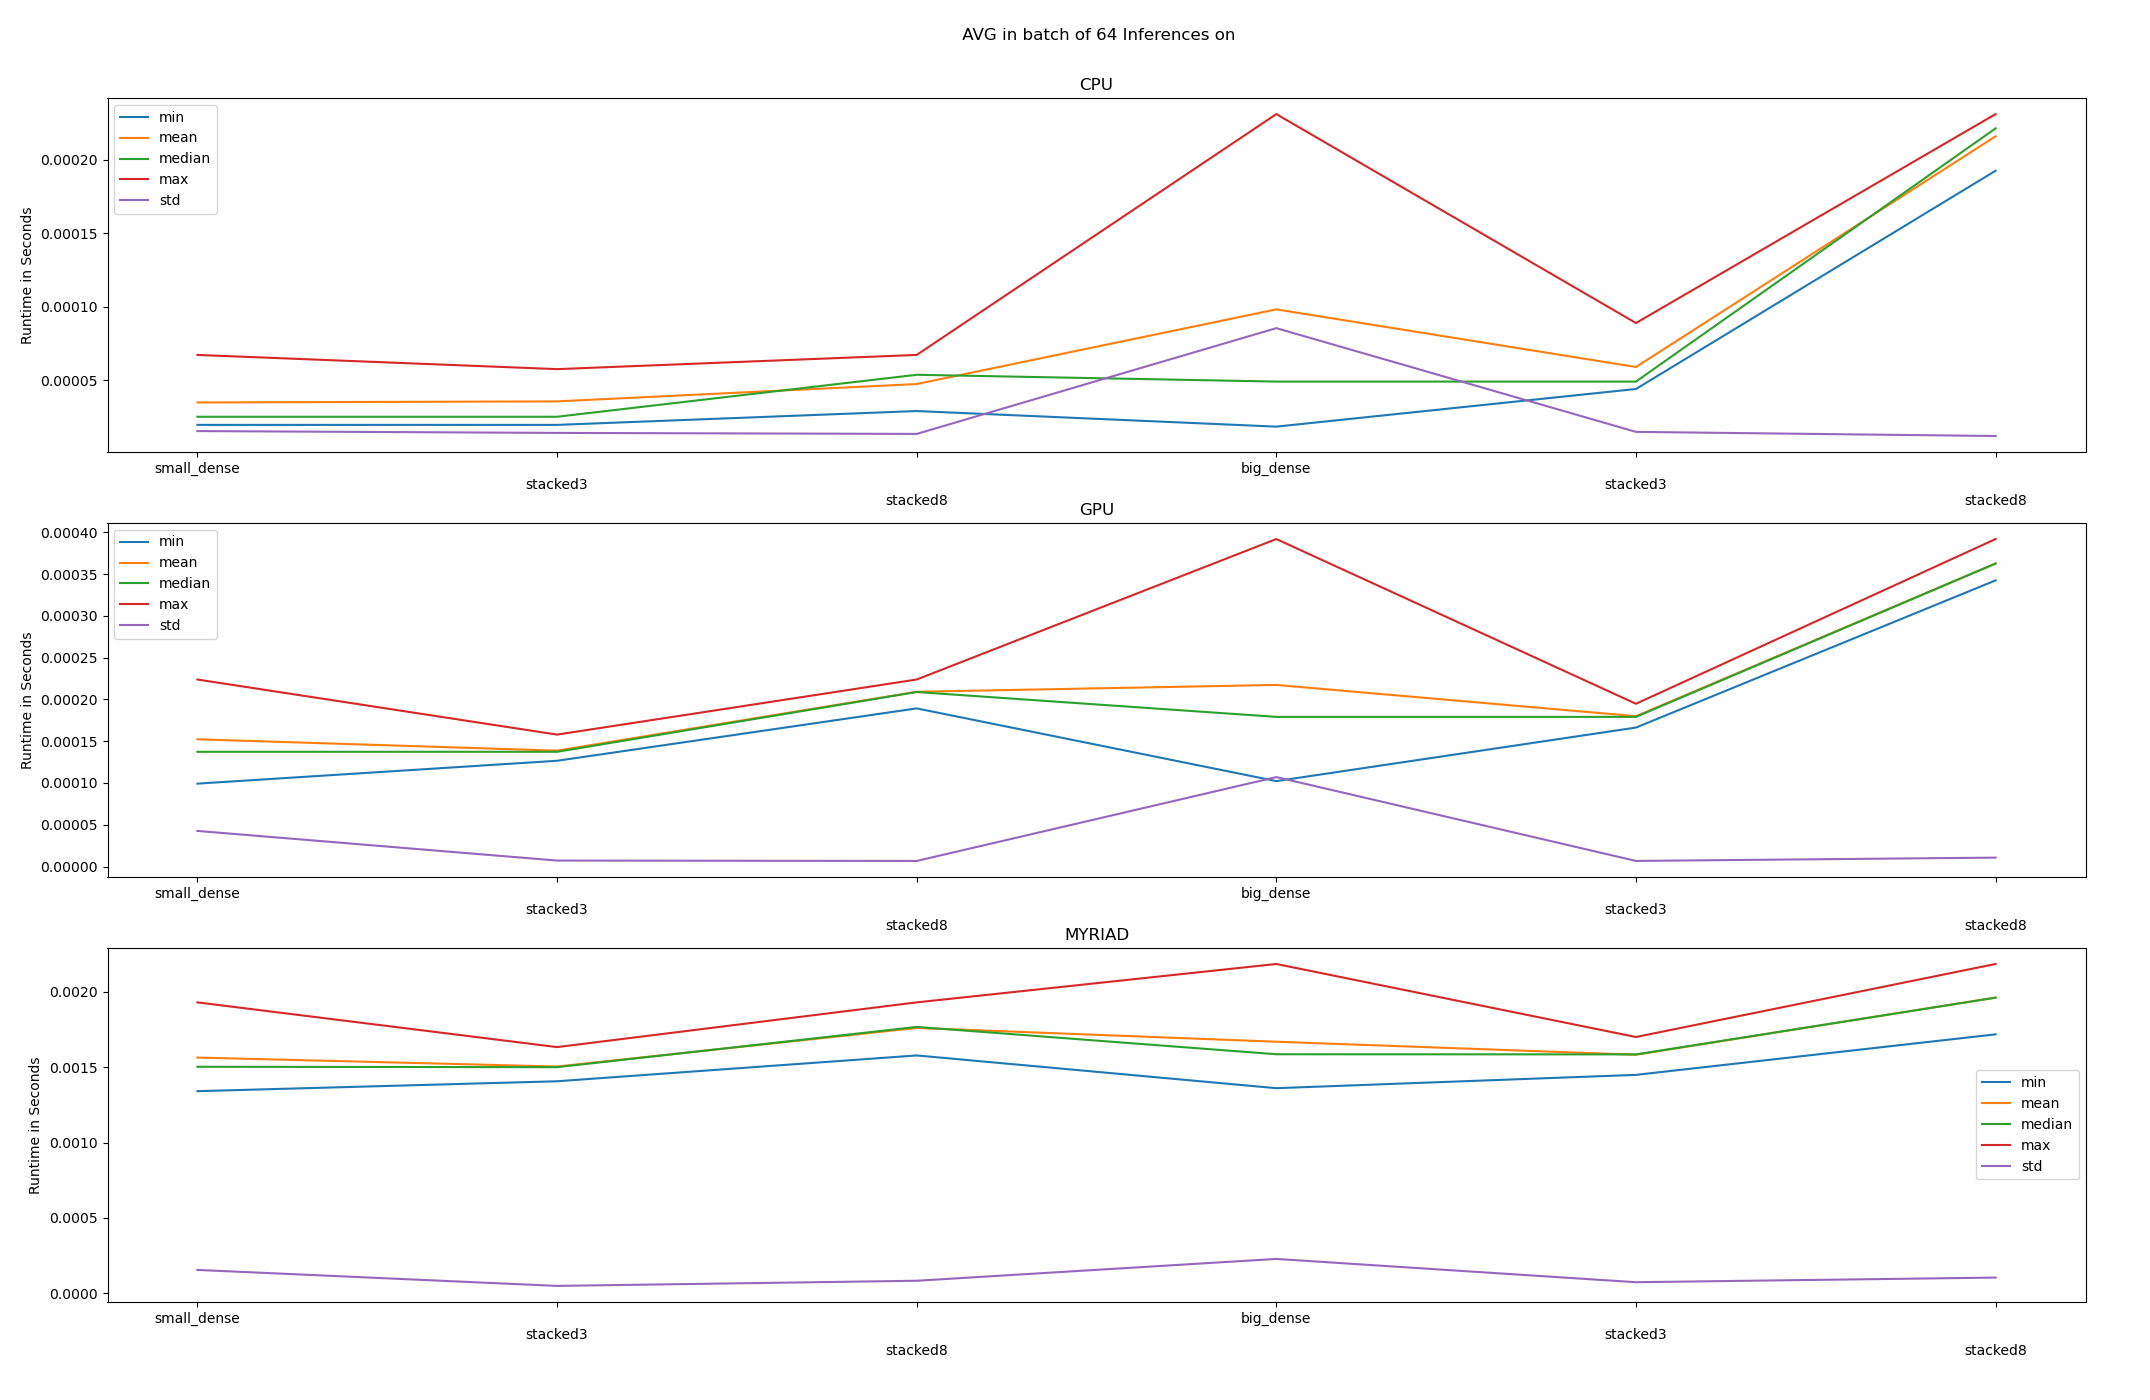 AVG in batch of 64 Inferences on
CPU
min
mean
median
max
std
0.00020
0.00015
0.00010
0.00005
Runtime in Seconds
small_dense
stacked3
stacked8
big_dense
stacked3
stacked8
GPU
min
mean
median
max
std
0.00040
0.00035
0.00030
0.00025
0.00020
0.00015
0.00010
0.00005
0.00000
Runtime in Seconds
small_dense
stacked3
stacked8
big_dense
stacked3
stacked8
MYRIAD
0.0020
0.0015
0.0010
0.0005
0.0000
Runtime in Seconds
min
mean
median
max
std
small_dense
stacked3
stacked8
big_dense
stacked3
stacked8